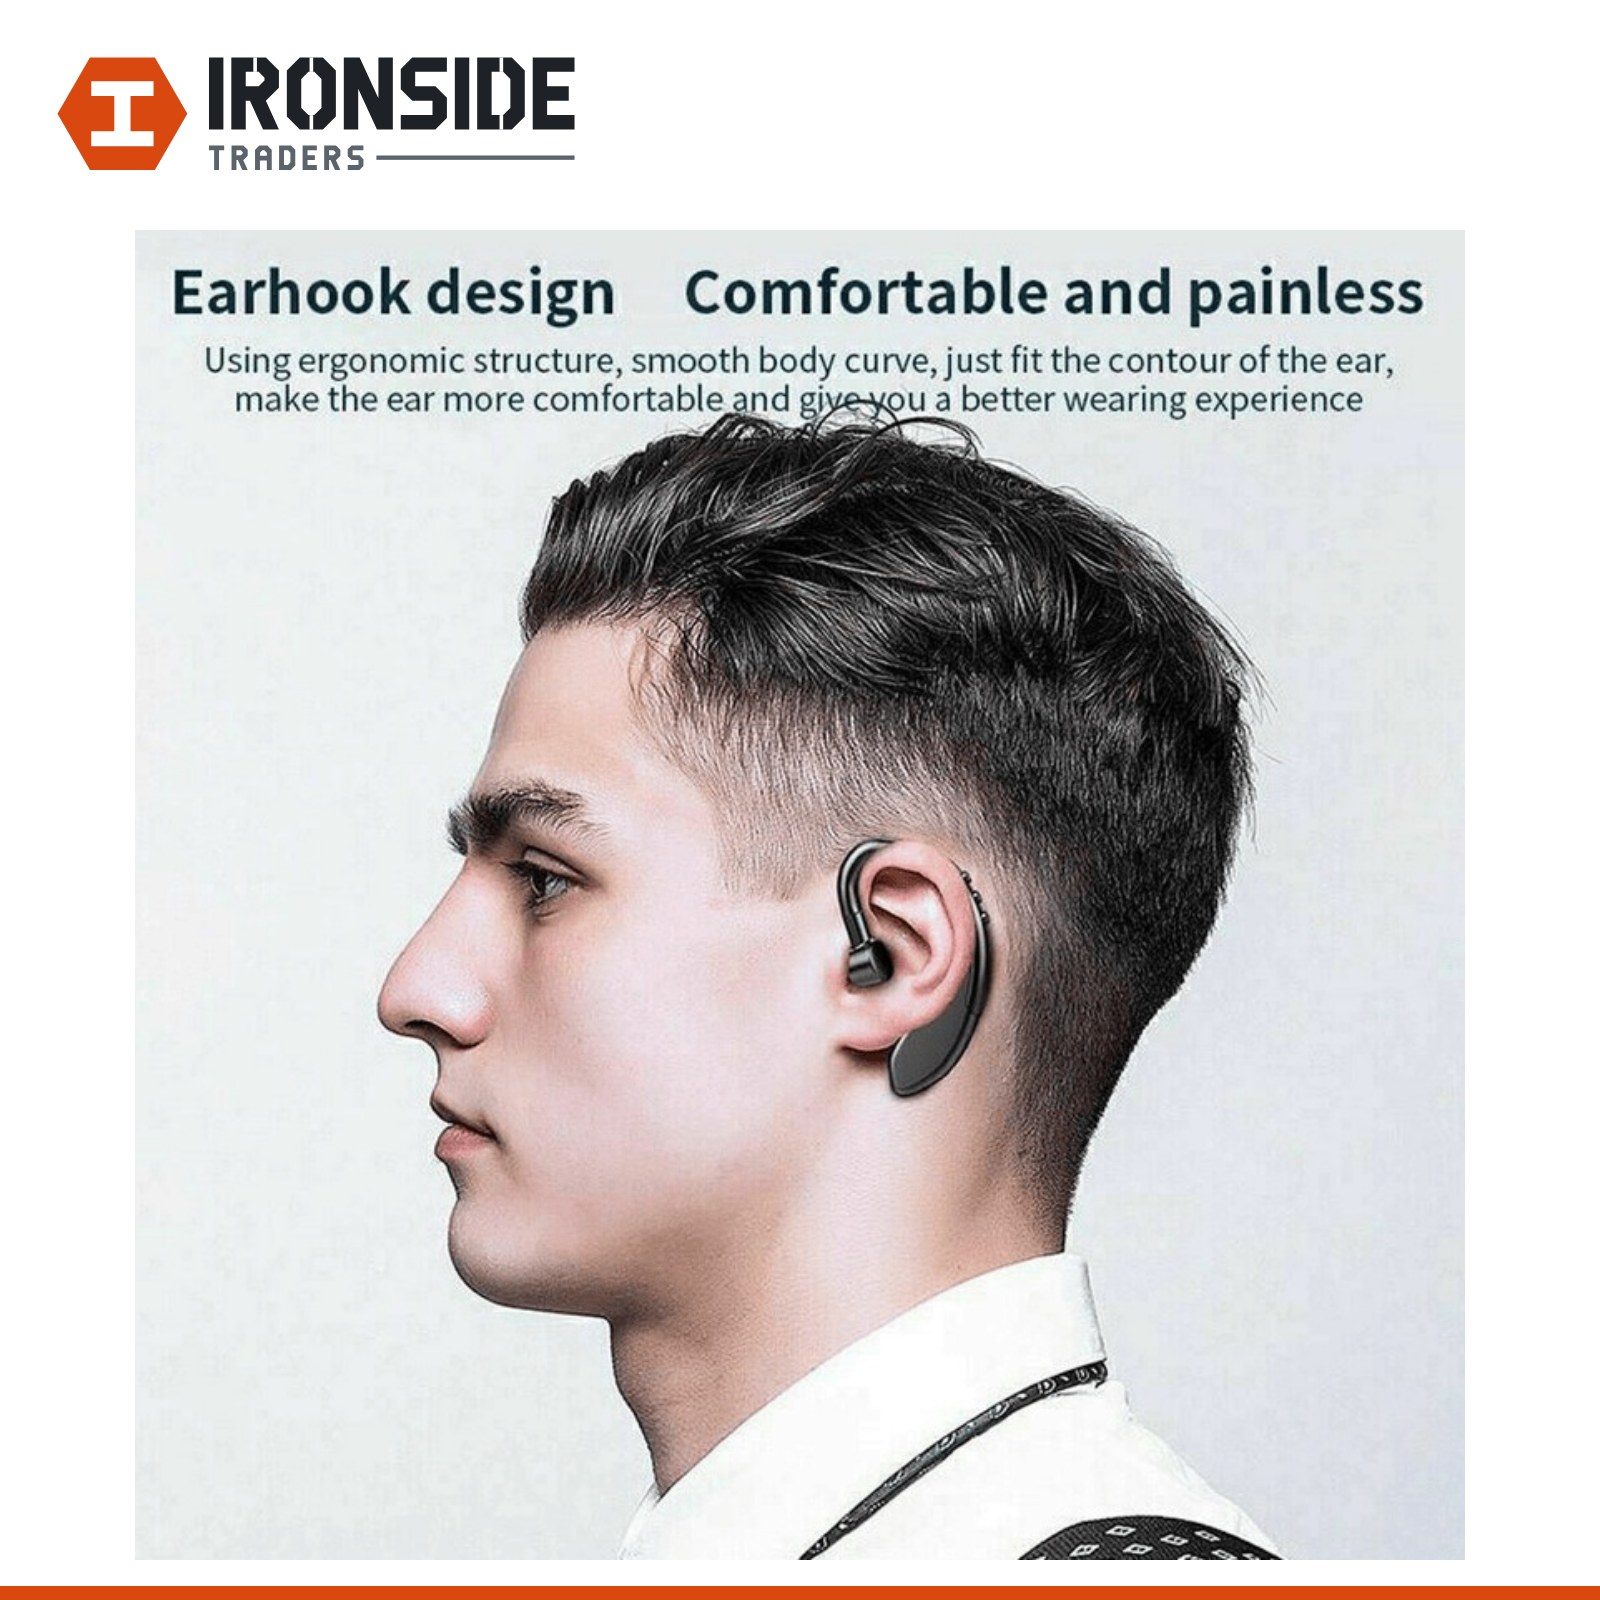 IRONSIDE
TRADERS
Earhook design Comfortable and painless
Using ergonomic structure, smooth body curve, just fit the contour of the ear,
make the ear more comfortable and give you a better wearing experience